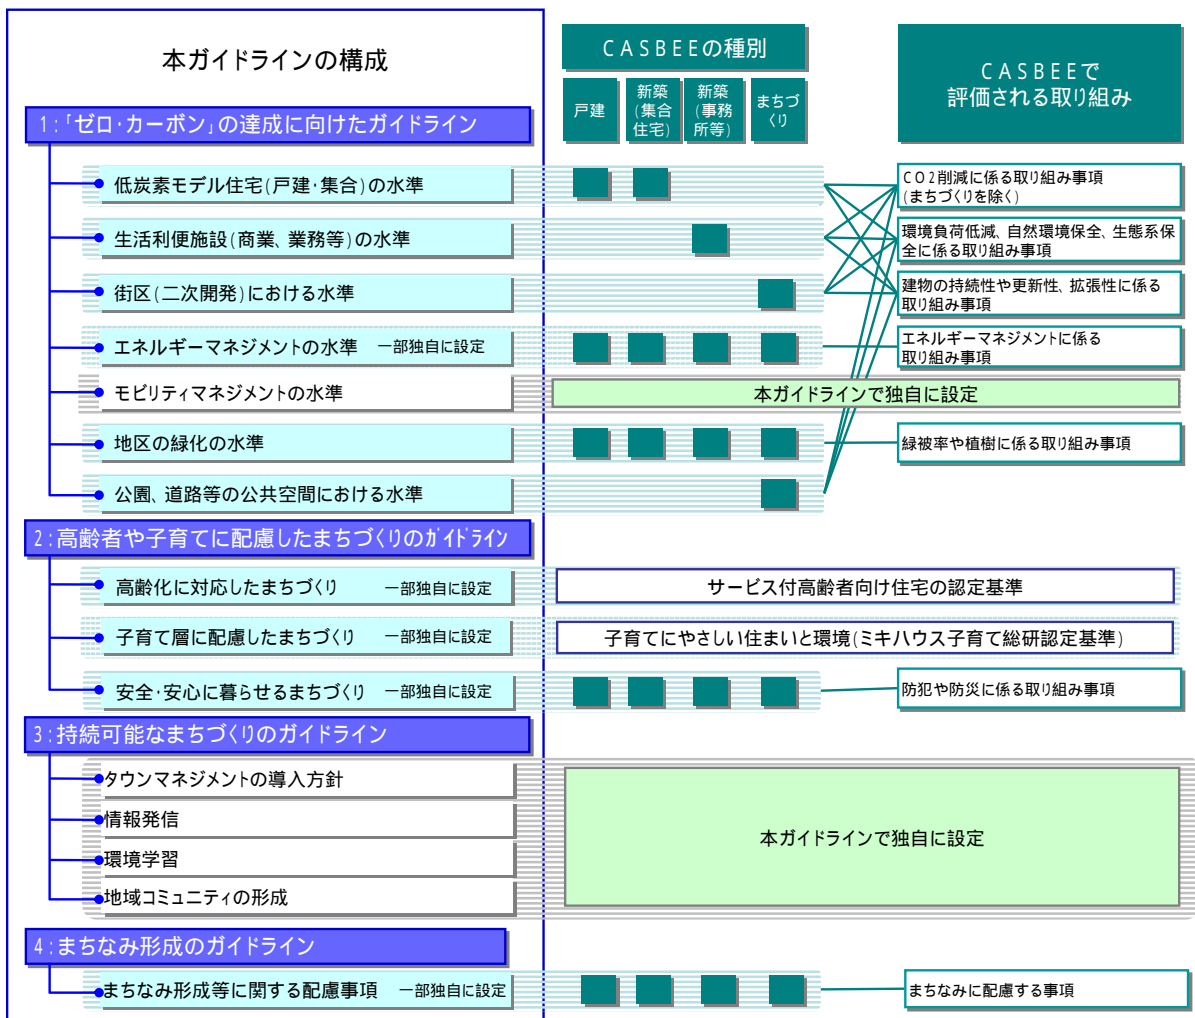 本ガイドラインの構成
CASBEEの種別
戸建
新築
(集合
住宅)
新築
(事務
所等)
まちづ
くり
CASBEEで
評価される取り組み
1:「ゼロ・カーボン」の達成に向けたガイドライン
低炭素モデル住宅(戸建・集合)の水準
CO2削減に係る取り組み事項
(まちづくりを除く)
生活利便施設(商業、業務等)の水準
環境負荷低減、自然環境保全、生態系保
全に係る取り組み事項
街区(二次開発)における水準
建物の持続性や更新性、拡張性に係る
取り組み事項
エネルギーマネジメントの水準 一部独自に設定
エネルギーマネジメントに係る
取り組み事項
モビリティマネジメントの水準
本ガイドラインで独自に設定
地区の緑化の水準
緑被率や植樹に係る取り組み事項
公園、道路等の公共空間における水準
2:高齢者や子育てに配慮したまちづくりのガイドライン
高齢化に対応したまちづくり 一部独自に設定
サービス付高齢者向け住宅の認定基準
子育て層に配慮したまちづくり 一部独自に設定
子育てにやさしい住まいと環境(ミキハウス子育て総研認定基準)
安全・安心に暮らせるまちづくり 一部独自に設定
防犯や防災に係る取り組み事項
3:持続可能なまちづくりのガイドライン
タウンマネジメントの導入方針
情報発信
環境学習
地域コミュニティの形成
本ガイドラインで独自に設定
4:まちなみ形成のガイドライン
まちなみ形成等に関する配慮事項 一部独自に設定
まちなみに配慮する事項